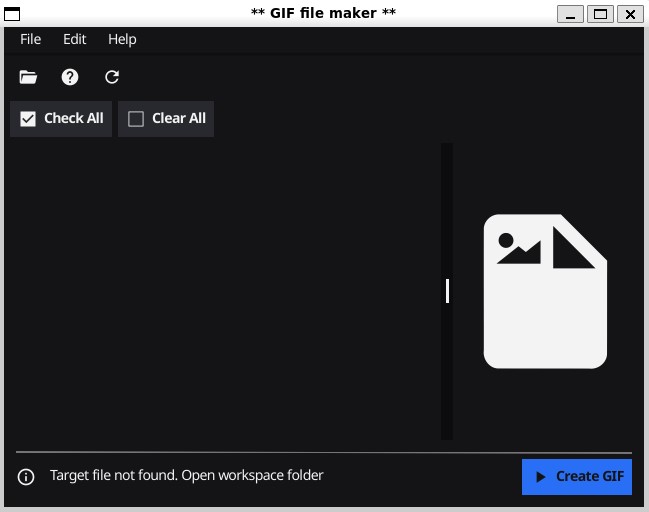 ** GIF file maker **
File Edit Help
Check All Clear All
Target file not found. Open workspace folder
Create GIF